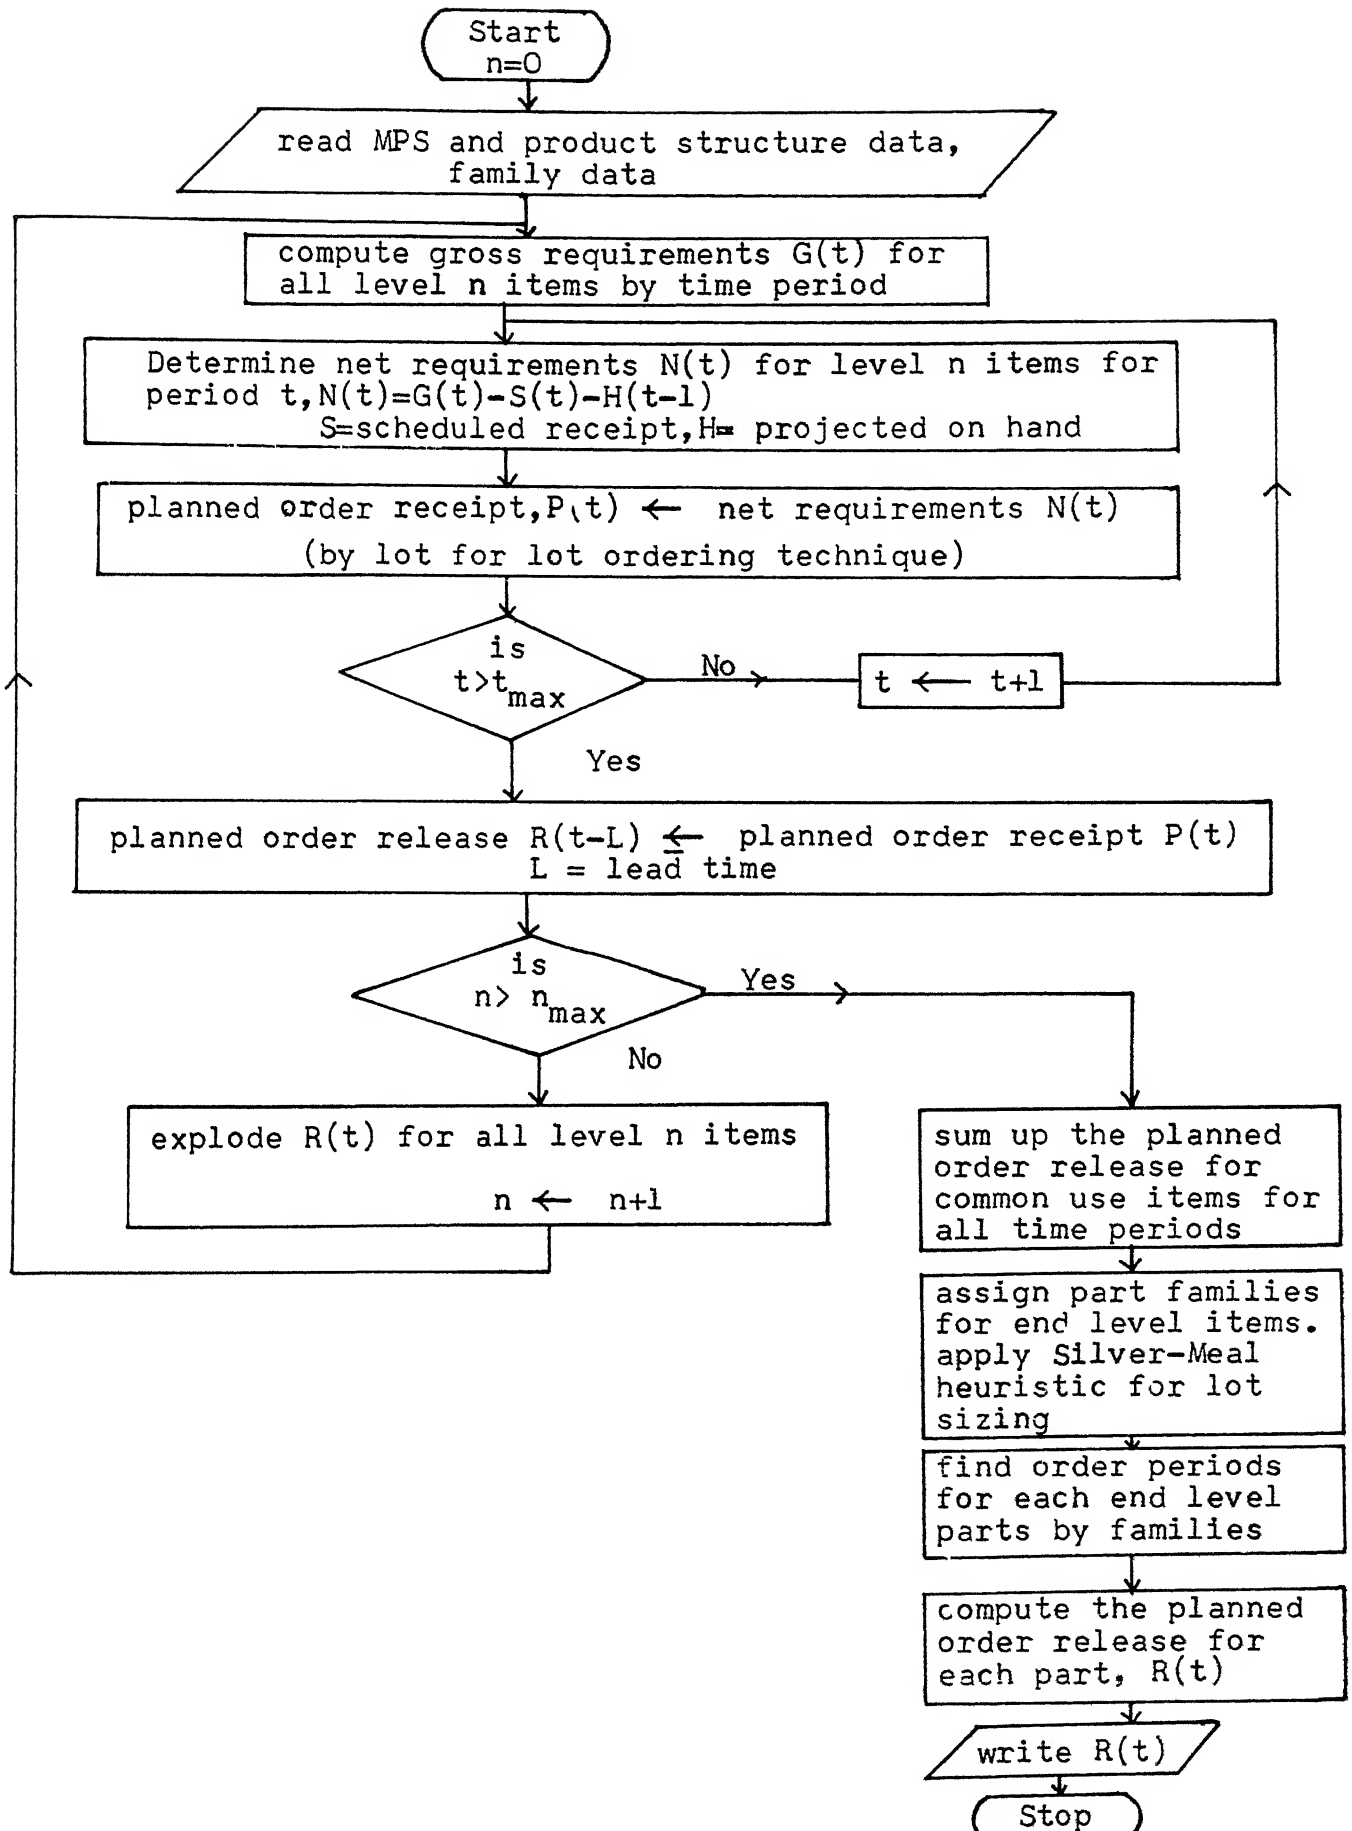 Start
n=0
read MPS and product structure data,
family data
compute gross requirements G(t) for
all level n items by time period
Determine net requirements N(t) for level n items for
period t,N(t)=G(t)-S(t)-H(t-1)
S=scheduled receipt,H= projected on hand
planned order receipt,P(t) ← net requirements N(t)
(by lot for lot ordering technique)
is
t>tmax
No
t ← t+1
Yes
planned order release R(t-L) ← planned order receipt P(t)
L = lead time
is
n> nmax
Yes
No
explode R(t) for all level n items
n ← n+1
sum up the planned
order release for
common use items for
all time periods
assign part families
for end level items.
apply Silver-Meal
heuristic for lot
sizing
find order periods
for each end level
parts by families
compute the planned
order release for
each part, R(t)
write R(t)
Stop